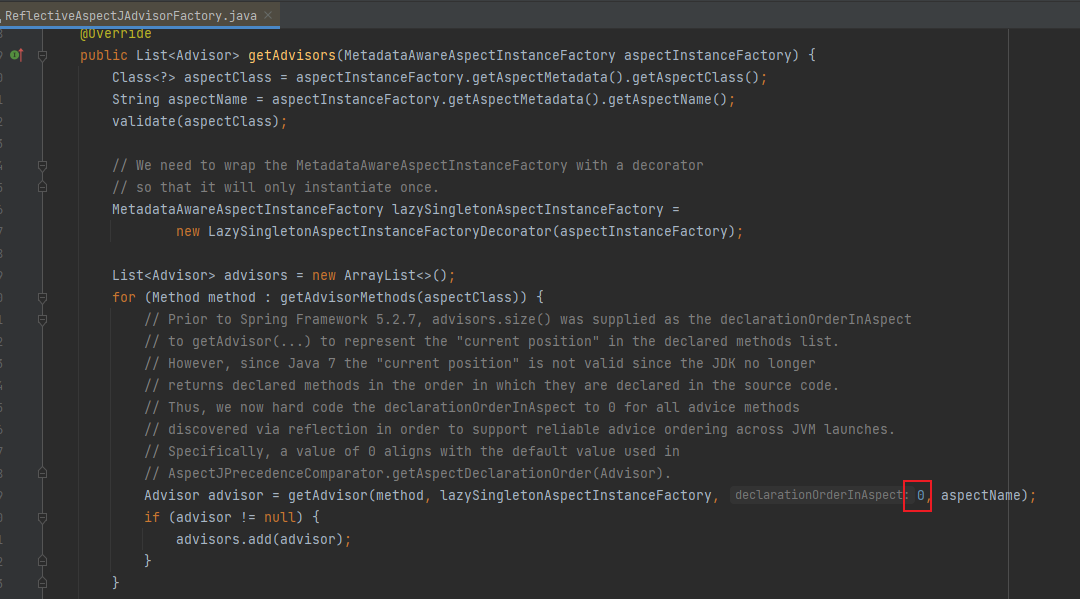 ReflectiveAspectJAdvisorFactory.java
@Override
public List<Advisor> getAdvisors(MetadataAwareAspectInstanceFactory aspectInstanceFactory) {
Class<?> aspectClass = aspectInstanceFactory.getAspectMetadata().getAspectClass();
String aspectName = aspectInstanceFactory.getAspectMetadata().getAspectName();
validate(aspectClass);
// We need to wrap the MetadataAwareAspectInstanceFactory with a decorator
// so that it will only instantiate once.
MetadataAwareAspectInstanceFactory lazySingletonAspectInstanceFactory =
new LazySingletonAspectInstanceFactoryDecorator(aspectInstanceFactory);
List<Advisor> advisors = new ArrayList<>();
for (Method method : getAdvisorMethods(aspectClass)) {
// Prior to Spring Framework 5.2.7, advisors.size() was supplied as the declarationOrderInAspect
// to getAdvisor(...) to represent the "current position" in the declared methods list.
// However, since Java 7 the "current position" is not valid since the JDK no longer
// returns declared methods in the order in which they are declared in the source code.
// Thus, we now hard code the declarationOrderInAspect to 0 for all advice methods
// discovered via reflection in order to support reliable advice ordering across JVM launches.
// Specifically, a value of 0 aligns with the default value used in
// AspectJPrecedenceComparator.getAspectDeclarationOrder(Advisor).
Advisor advisor = getAdvisor(method, lazySingletonAspectInstanceFactory, declarationOrderInAspect: 0, aspectName);
if (advisor != null) {
advisors.add(advisor);
}
}